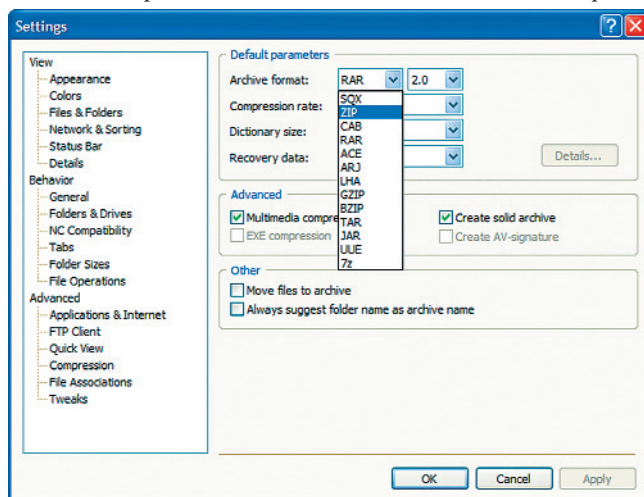 Settings
View
Appearance
Colors
Files & Folders
Network & Sorting
Status Bar
Details
Behavior
General
Folders & Drives
NC Compatibility
Tabs
Folder Sizes
File Operations
Advanced
Applications & Internet
FTP Client
Quick View
Compression
File Associations
Tweaks
Default parameters
Archive format: RAR 2.0
Compression rate:
Dictionary size:
Recovery data:
Details...
SQX
ZIP
CAB
RAR
ACE
ARJ
LHA
GZIP
BZIP
TAR
JAR
UUE
7z
Advanced
Multimedia compre
Create solid archive
EXE compression
Create AV-signature
Other
Move files to archive
Always suggest folder name as archive name
OK Cancel Apply